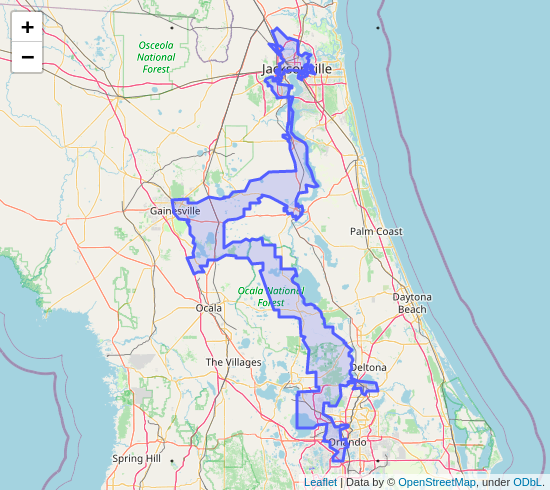 +
−
Osceola
National
Forest
Jacksonville
Gainesville
Palm Coast
Ocala National
Forest
Ocala
Daytona
Beach
The Villages
Deltona
Orlando
Spring Hill
Leaflet | Data by © OpenStreetMap, under ODbL.